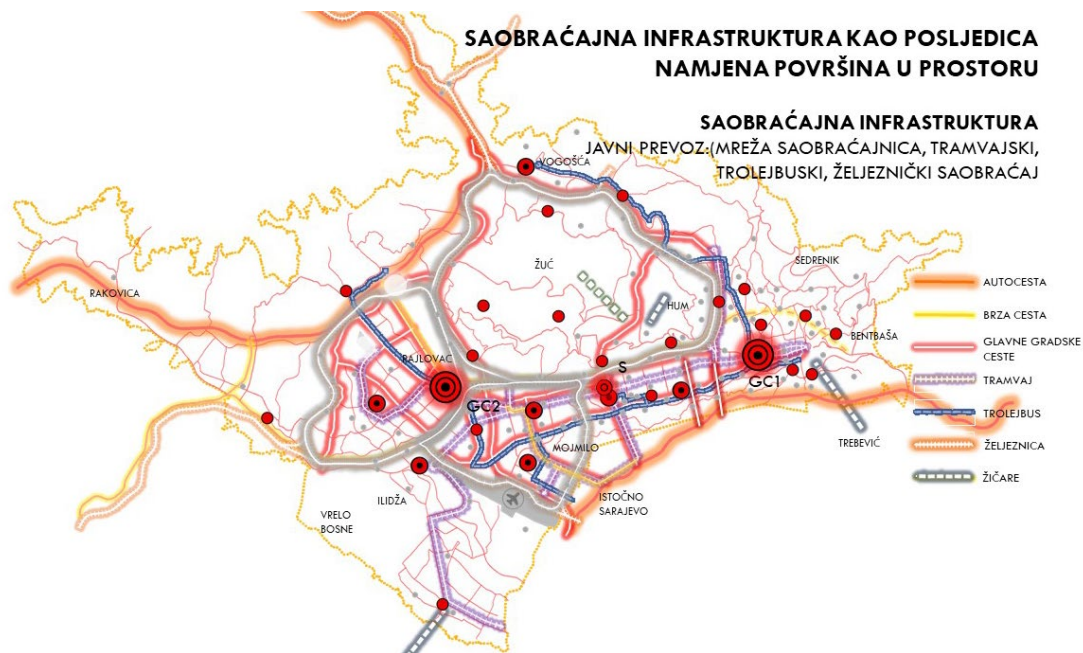 SAOBRAĆAJNA INFRASTRUKTURA KAO POSLJEDICA
NAMJENA POVRŠINA U PROSTORU
SAOBRAĆAJNA INFRASTRUKTURA
JAVNI PREVOZ:(MREŽA SAOBRAĆAJNICA, TRAMVAJSKI,
TROLEJBUSKI, ŽELJEZNIČKI SAOBRAĆAJ
VOGOŠĆA
SEDRENIK
ŽUČ
RAKOVICA
HUM
BENTBAŠA
RAJLOVAC
S
GC1
GC2
TREBEVIĆ
MOJMILO
ILIDŽA
ISTOČNO
SARAJEVO
VRELO
BOSNE
AUTOCESTA
BRZA CESTA
GLAVNE GRADSKE
CESTE
TRAMVAJ
TROLEJBUS
ŽELJEZNICA
ŽIČARE